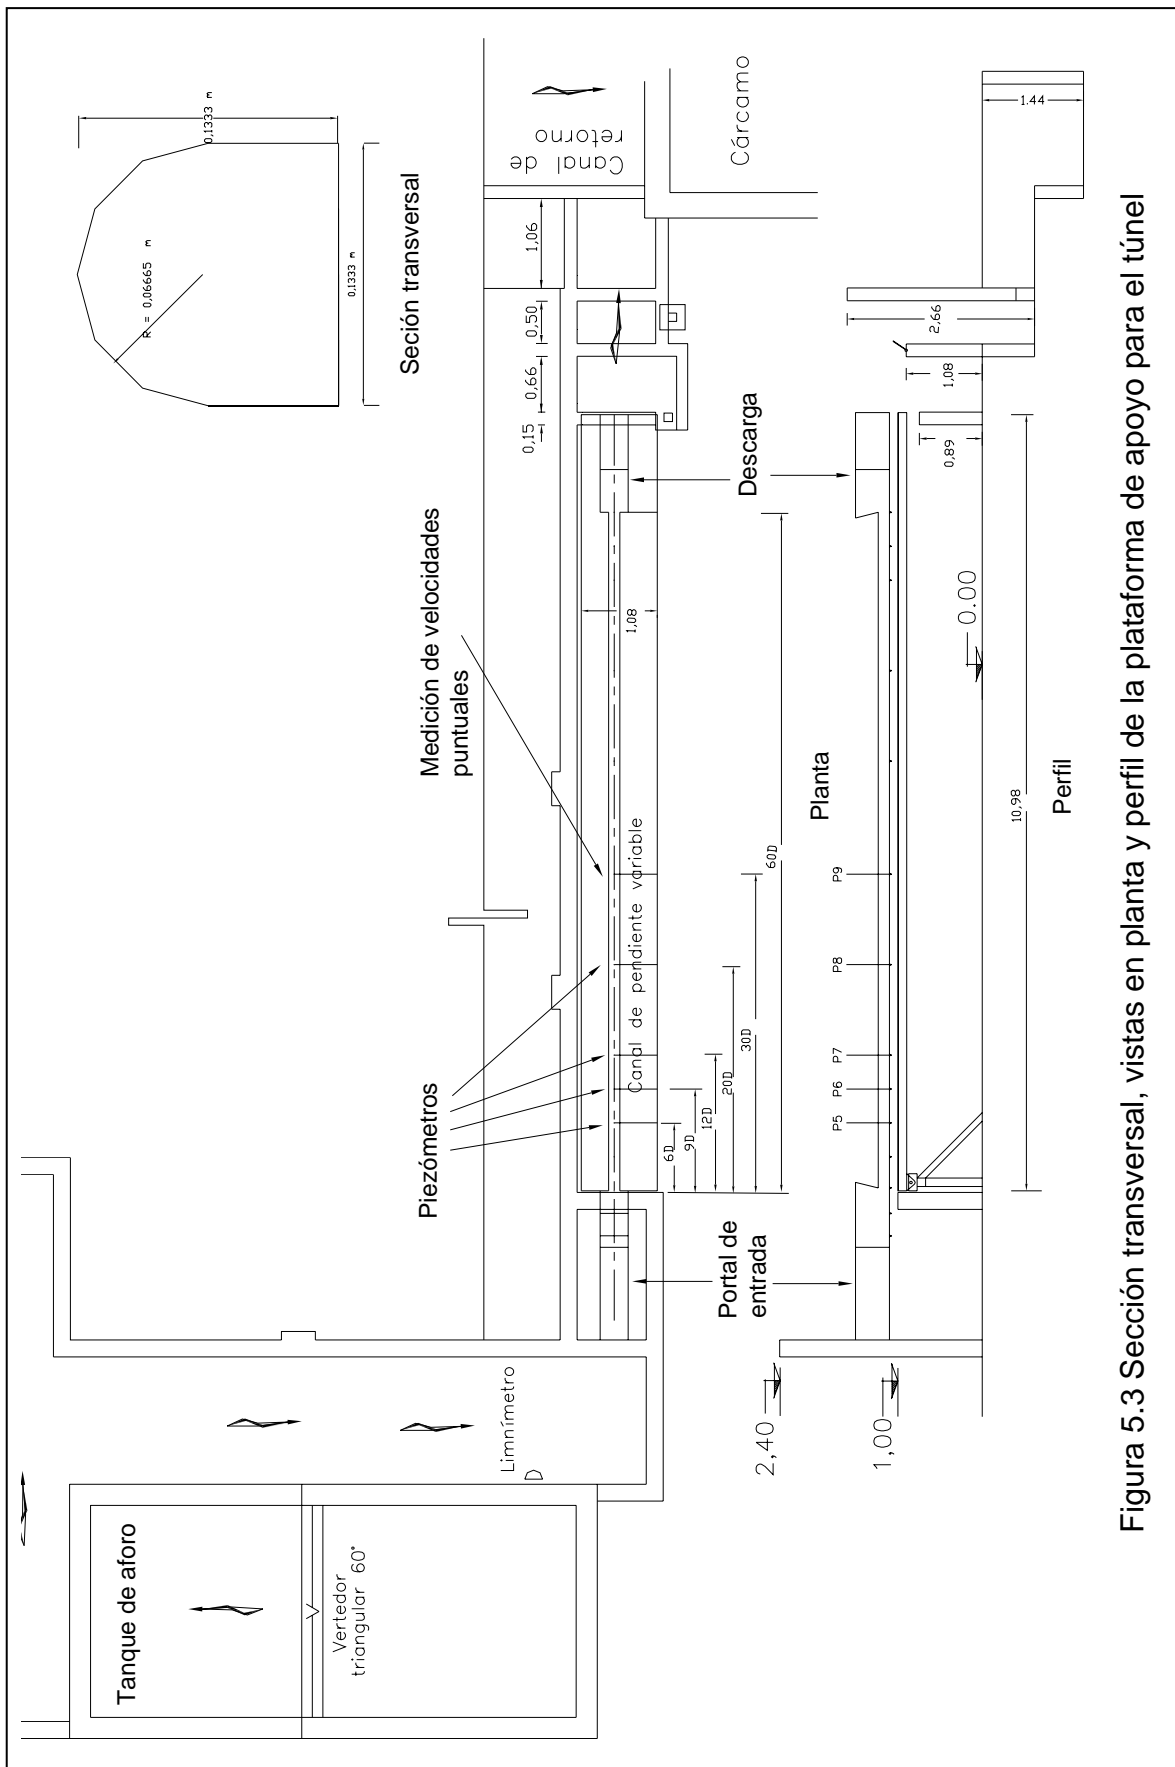 Tanque de aforo
Vertedor
triangular 60°
Limnímetro
Piezómetros
Medición de velocidades
puntuales
Seción transversal
R = 0,06665 m
0,1333 m
0,1333 m
Canal de
retorno
Cárcamo
0,15
0,66
0,50
1,06
1,08
Canal de pendiente variable
6D
9D
12D
20D
30D
60D
Portal de
entrada
Descarga
Planta
P5
P6
P7
P8
P9
2,40
1,00
0.00
10,98
0,89
1,08
2,66
1.44
Perfil
Figura 5.3 Sección transversal, vistas en planta y perfil de la plataforma de apoyo para el túnel